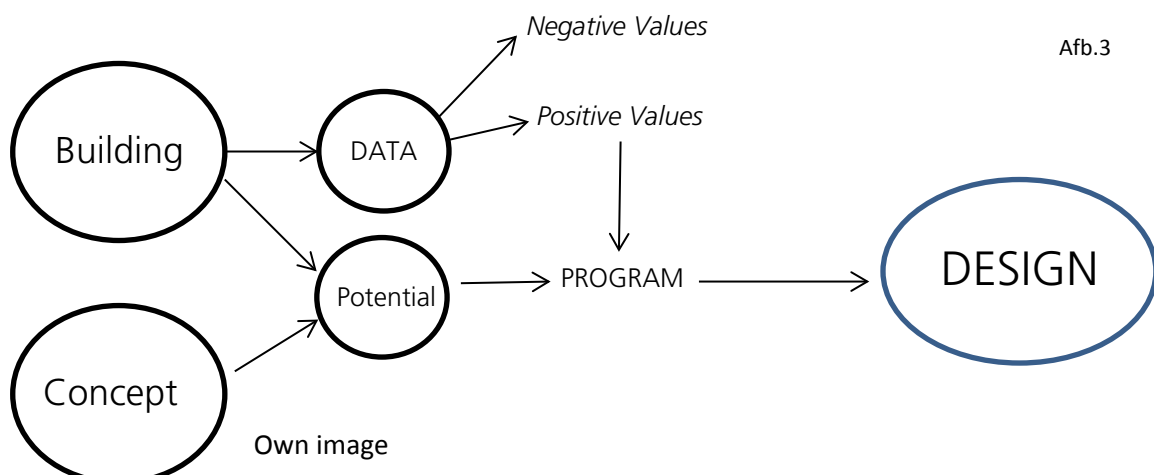 Negative Values
Afb.3
Positive Values
Building
DATA
DESIGN
PROGRAM
Potential
Concept
Own image